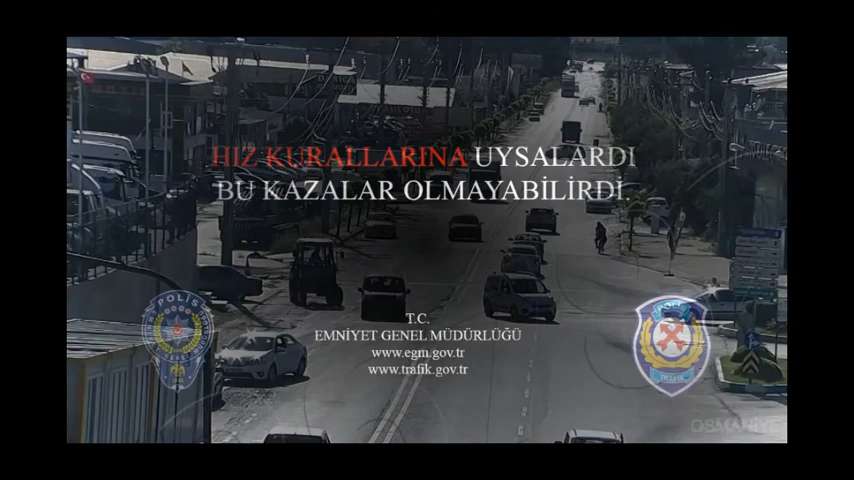 HIZ KURALLARINA UYSALARDI
BU KAZALAR OLMAYABİLİRDİ.
T.C.
EMNİYET GENEL MÜDÜRLÜĞÜ
www.egm.gov.tr
www.trafik.gov.tr
POLİS
TRAFİK
OSMANİYE